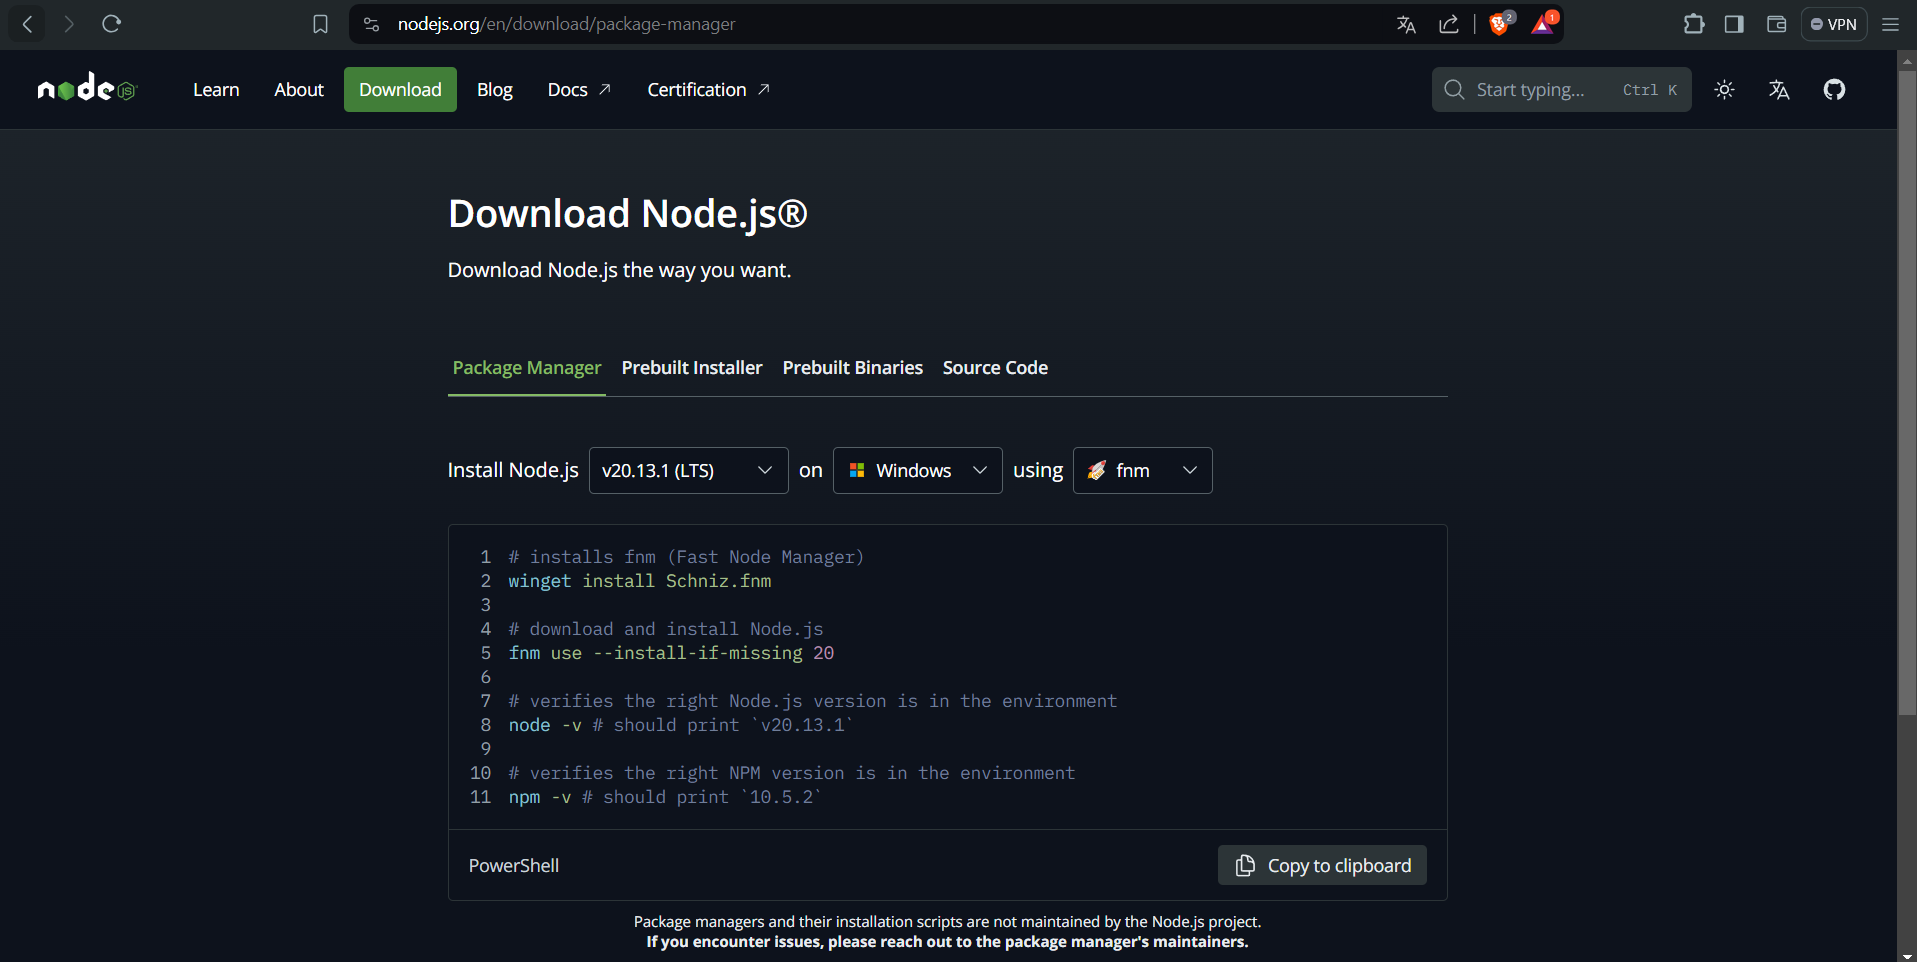 nodejs.org/en/download/package-manager
2
1
VPN
node JS
Learn
About
Download
Blog
Docs
Certification
Start typing...
Ctrl K
Download Node.js®
Download Node.js the way you want.
Package Manager
Prebuilt Installer
Prebuilt Binaries
Source Code
Install Node.js v20.13.1 (LTS) on Windows using fnm
1 # installs fnm (Fast Node Manager)
2 winget install Schniz.fnm
3
4 # download and install Node.js
5 fnm use --install-if-missing 20
6
7 # verifies the right Node.js version is in the environment
8 node -v # should print `v20.13.1`
9
10 # verifies the right NPM version is in the environment
11 npm -v # should print `10.5.2`
PowerShell
Copy to clipboard
Package managers and their installation scripts are not maintained by the Node.js project.
If you encounter issues, please reach out to the package manager's maintainers.